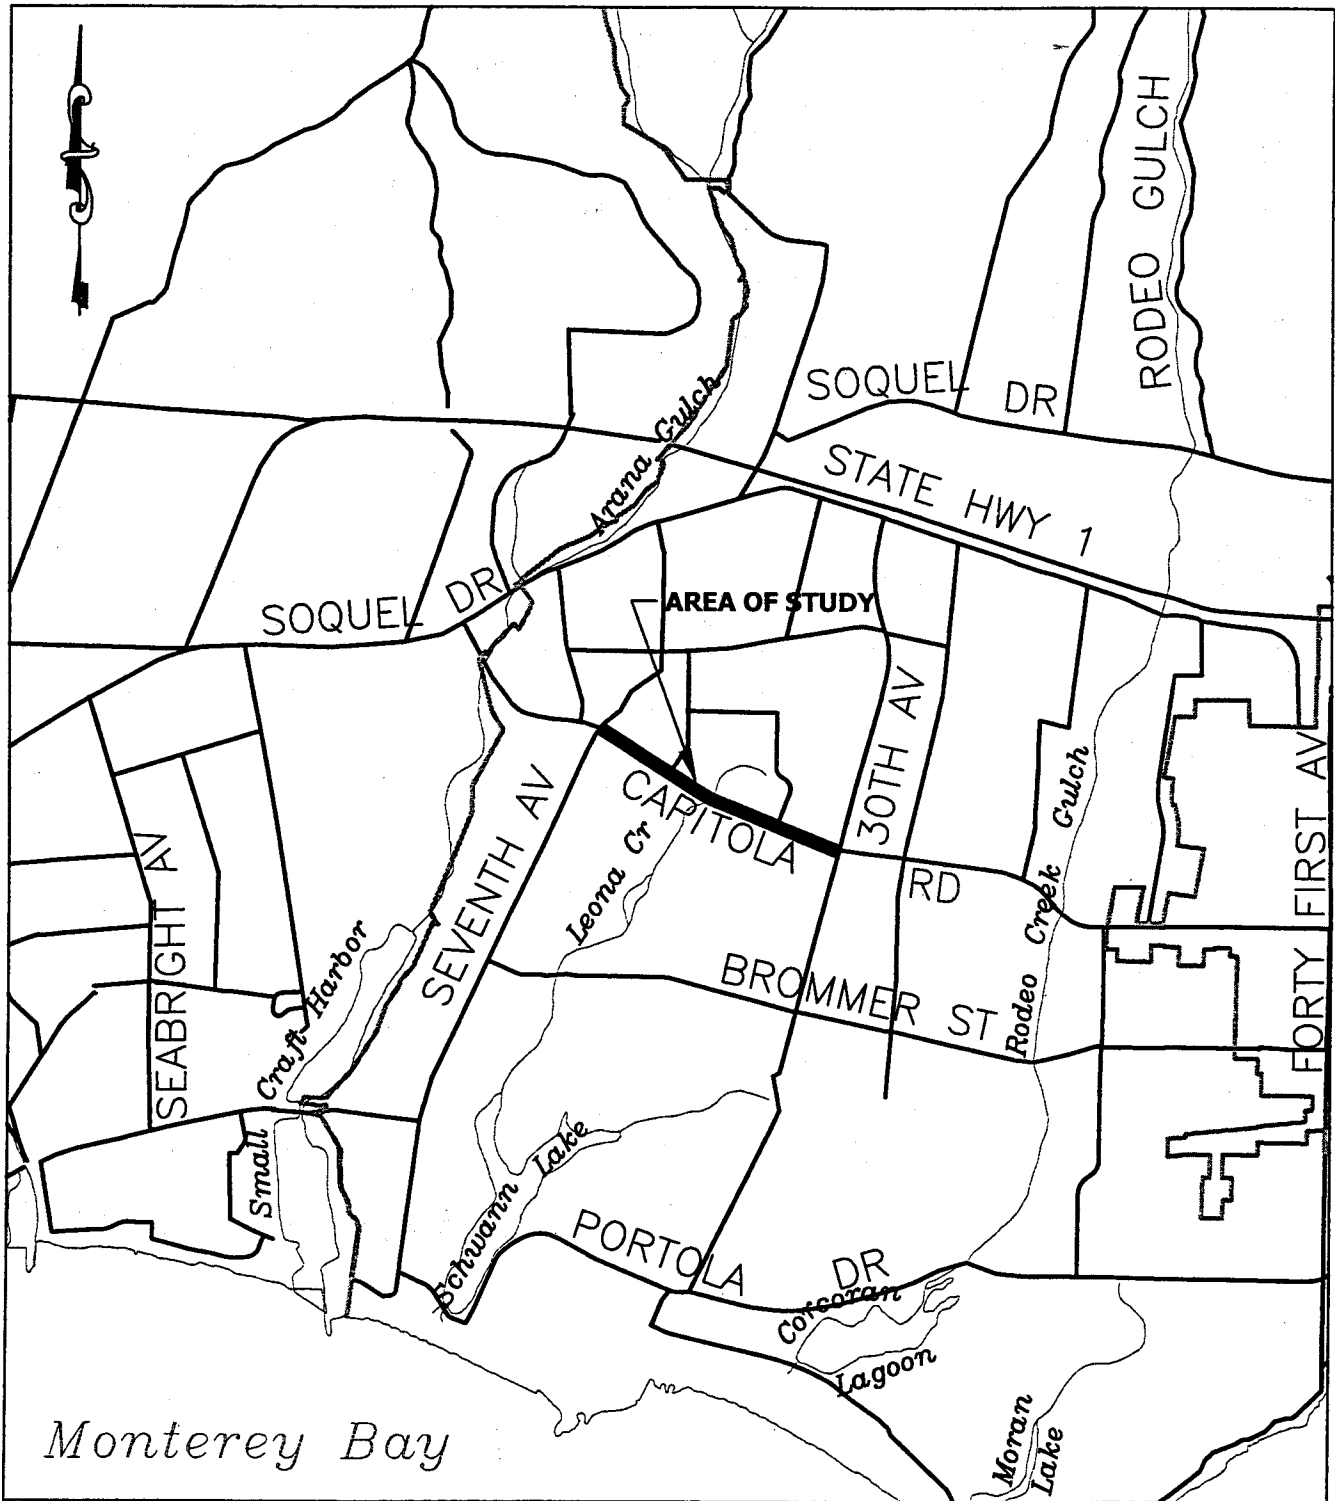 RODEO GULCH
SOQUEL DR
Arana Gulch
STATE HWY 1
SOQUEL DR
AREA OF STUDY
30TH AV
CAPITOLA RD
SEVENTH AV
Leona Cr
Rodeo Creek Gulch
FORTY FIRST AV
SEABRIGHT AV
Small Craft Harbor
BROMMER ST
Schwann Lake
PORTOLA DR
Corcoran
Lagoon
Moran
Lake
Monterey Bay